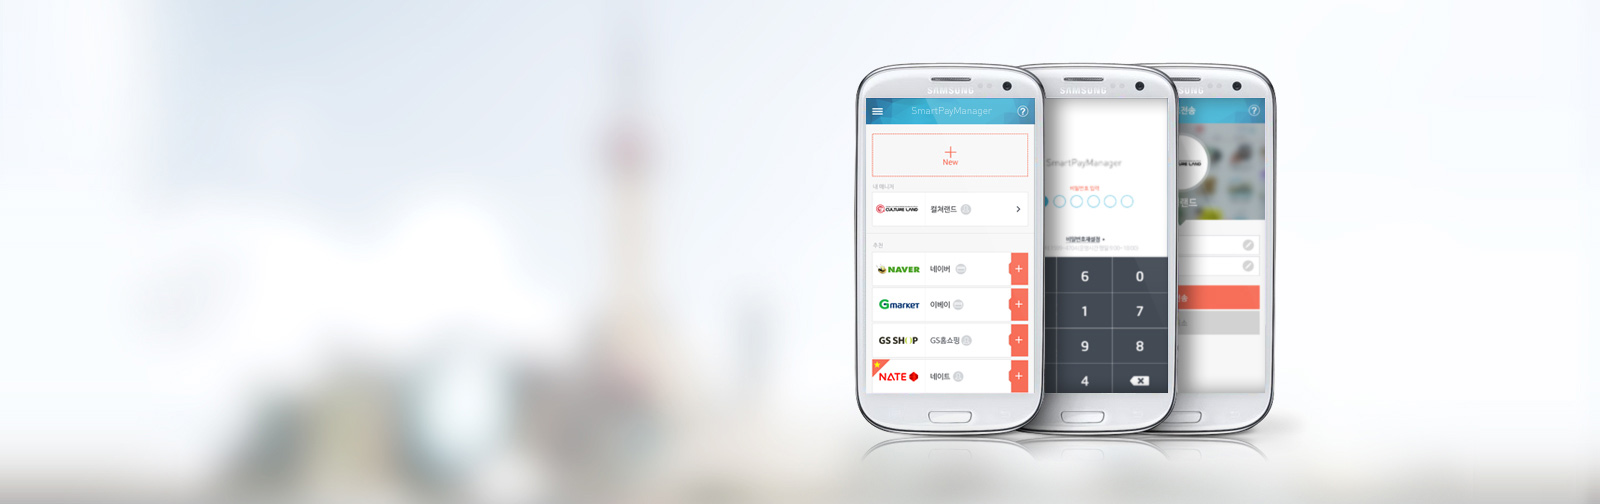 SAMSUNG
SmartPayManager
?
+
New
내 매니저
CULTURE LAND 컬쳐랜드
추천
NAVER 네이버 +
Gmarket 이베이 +
GS SHOP GS홈쇼핑 +
NATE 네이트 +
SAMSUNG
SmartPayManager
비밀번호 입력
비밀번호재설정
6 0
1 7
9 8
4
전송
?
랜드
송